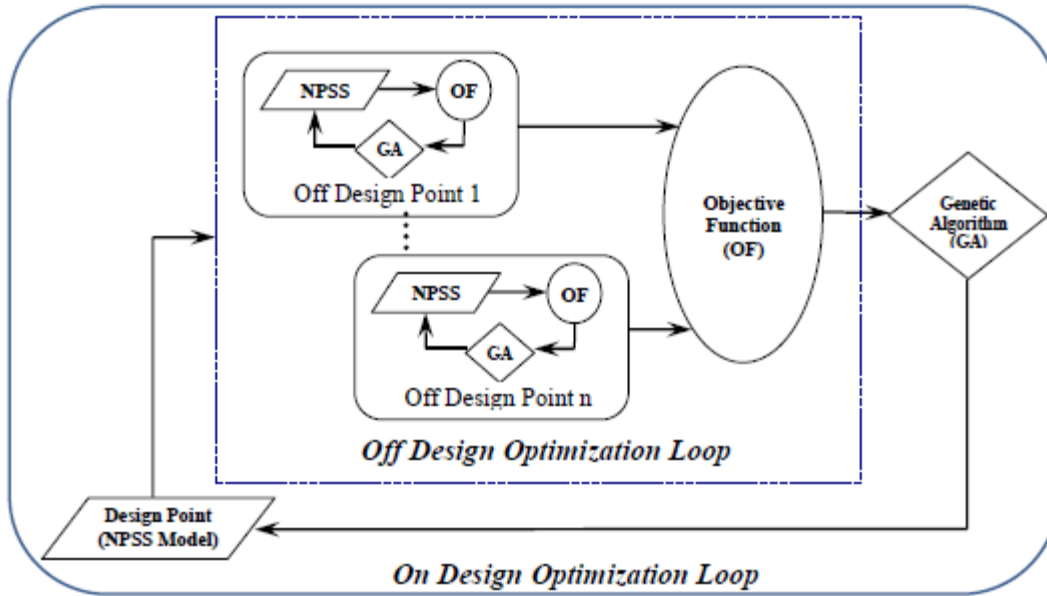 NPSS
OF
GA
Off Design Point 1
NPSS
OF
GA
Off Design Point n
Objective
Function
(OF)
Genetic
Algorithm
(GA)
Off Design Optimization Loop
Design Point
(NPSS Model)
On Design Optimization Loop